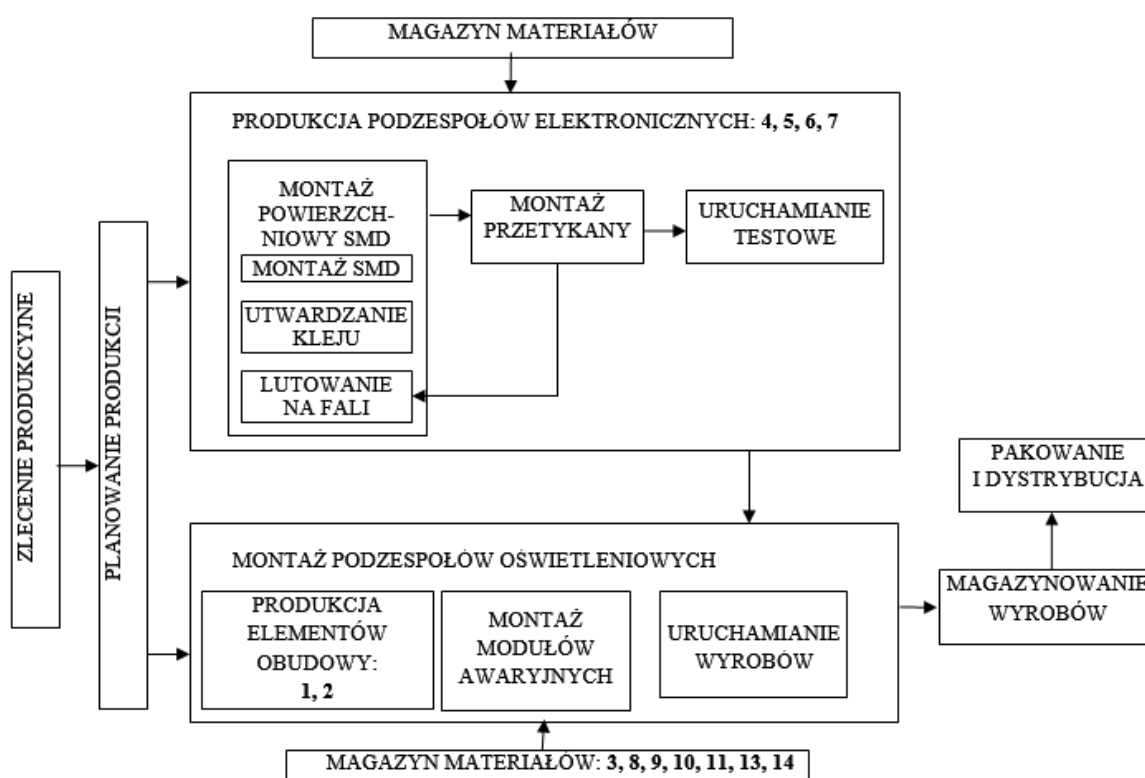 MAGAZYN MATERIAŁÓW
PRODUKCJA PODZESPOŁÓW ELEKTRONICZNYCH: 4, 5, 6, 7
MONTAŻ
POWIERZCH-
NIOWY SMD
MONTAŻ SMD
UTWARDZANIE
KLEJU
LUTOWANIE
NA FALI
MONTAŻ
PRZETYKANY
URUCHAMIANIE
TESTOWE
ZLECENIE PRODUKCYJNE
PLANOWANIE PRODUKCJI
MONTAŻ PODZESPOŁÓW OŚWIETLENIOWYCH
PRODUKCJA
ELEMENTÓW
OBUDOWY:
1, 2
MONTAŻ
MODUŁÓW
AWARYJNYCH
URUCHAMIANIE
WYROBÓW
PAKOWANIE
I DYSTRYBUCJA
MAGAZYNOWANIE
WYROBÓW
MAGAZYN MATERIAŁÓW: 3, 8, 9, 10, 11, 13, 14